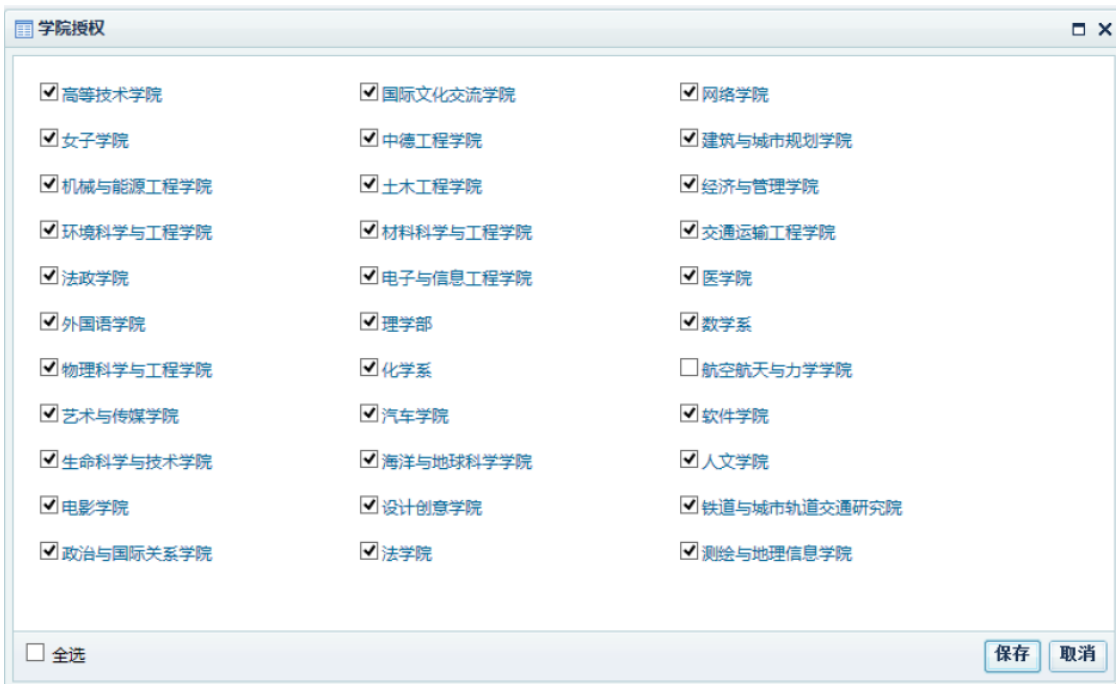 学院授权
高等技术学院 国际文化交流学院 网络学院
女子学院 中德工程学院 建筑与城市规划学院
机械与能源工程学院 土木工程学院 经济与管理学院
环境科学与工程学院 材料科学与工程学院 交通运输工程学院
法政学院 电子与信息工程学院 医学院
外国语学院 理学部 数学系
物理科学与工程学院 化学系 航空航天与力学学院
艺术与传媒学院 汽车学院 软件学院
生命科学与技术学院 海洋与地球科学学院 人文学院
电影学院 设计创意学院 铁道与城市轨道交通研究院
政治与国际关系学院 法学院 测绘与地理信息学院
全选 保存 取消